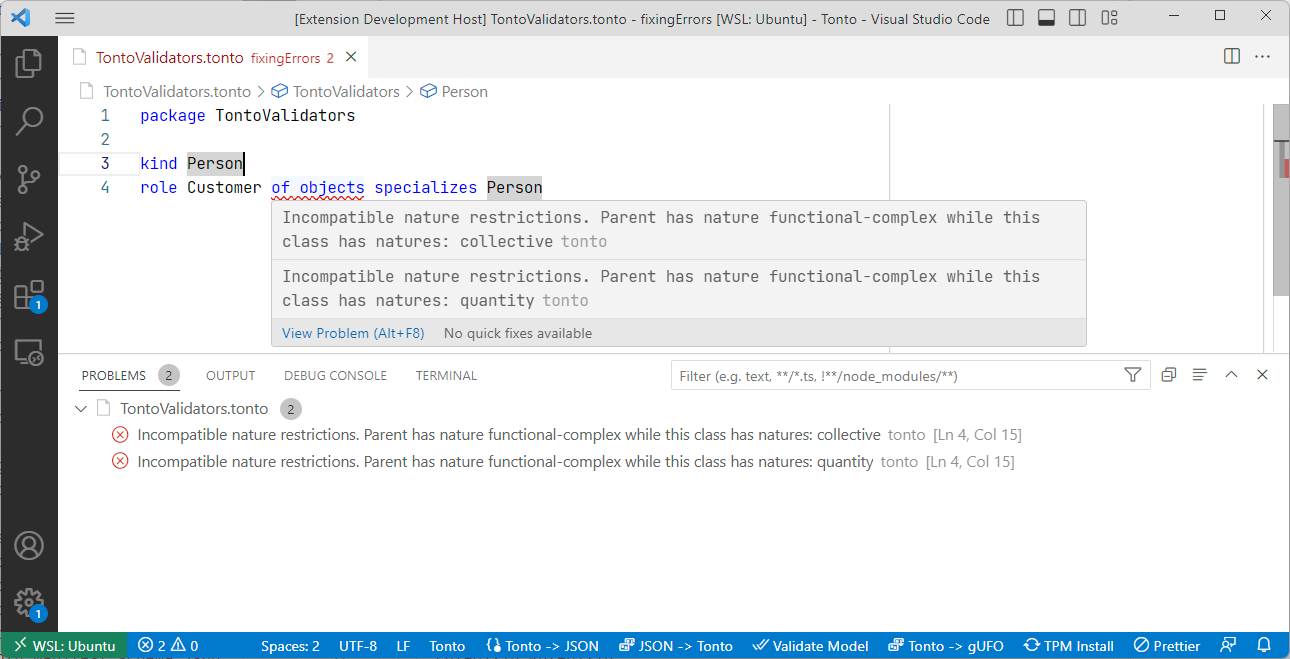 [Extension Development Host] TontoValidators.tonto - fixingErrors [WSL: Ubuntu] - Tonto - Visual Studio Code
TontoValidators.tonto fixingErrors 2
TontoValidators.tonto > TontoValidators > Person
1 package TontoValidators
2
3 kind Person
4 role Customer of objects specializes Person
Incompatible nature restrictions. Parent has nature functional-complex while this
class has natures: collective tonto
Incompatible nature restrictions. Parent has nature functional-complex while this
class has natures: quantity tonto
View Problem (Alt+F8) No quick fixes available
1
PROBLEMS 2 OUTPUT DEBUG CONSOLE TERMINAL Filter (e.g. text, **/*.ts, !**/node_modules/**)
TontoValidators.tonto 2
Incompatible nature restrictions. Parent has nature functional-complex while this class has natures: collective tonto [Ln 4, Col 15]
Incompatible nature restrictions. Parent has nature functional-complex while this class has natures: quantity tonto [Ln 4, Col 15]
1
WSL: Ubuntu 2 0 Spaces: 2 UTF-8 LF Tonto Tonto -> JSON JSON -> Tonto Validate Model Tonto -> gUFO TPM Install Prettier